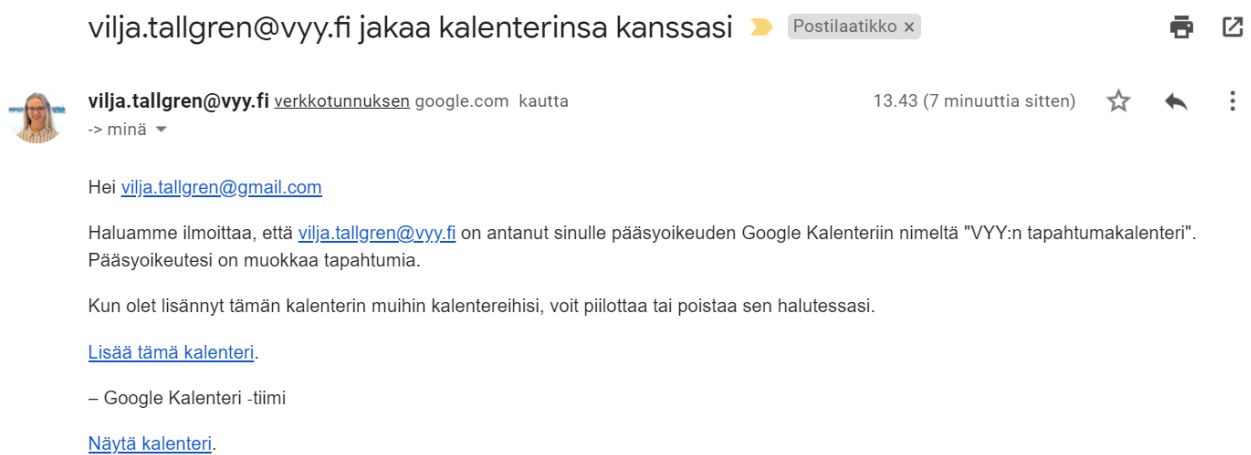 vilja.tallgren@vyy.fi jakaa kalenterinsa kanssasi Postilaatikko ×
vilja.tallgren@vyy.fi verkkotunnuksen google.com kautta 13.43 (7 minuuttia sitten)
-> minä
Hei vilja.tallgren@gmail.com
Haluamme ilmoittaa, että vilja.tallgren@vyy.fi on antanut sinulle pääsyoikeuden Google Kalenteriin nimeltä "VYY:n tapahtumakalenteri".
Pääsyoikeutesi on muokkaa tapahtumia.
Kun olet lisännyt tämän kalenterin muihin kalentereihisi, voit piilottaa tai poistaa sen halutessasi.
Lisää tämä kalenteri.
– Google Kalenteri -tiimi
Näytä kalenteri.